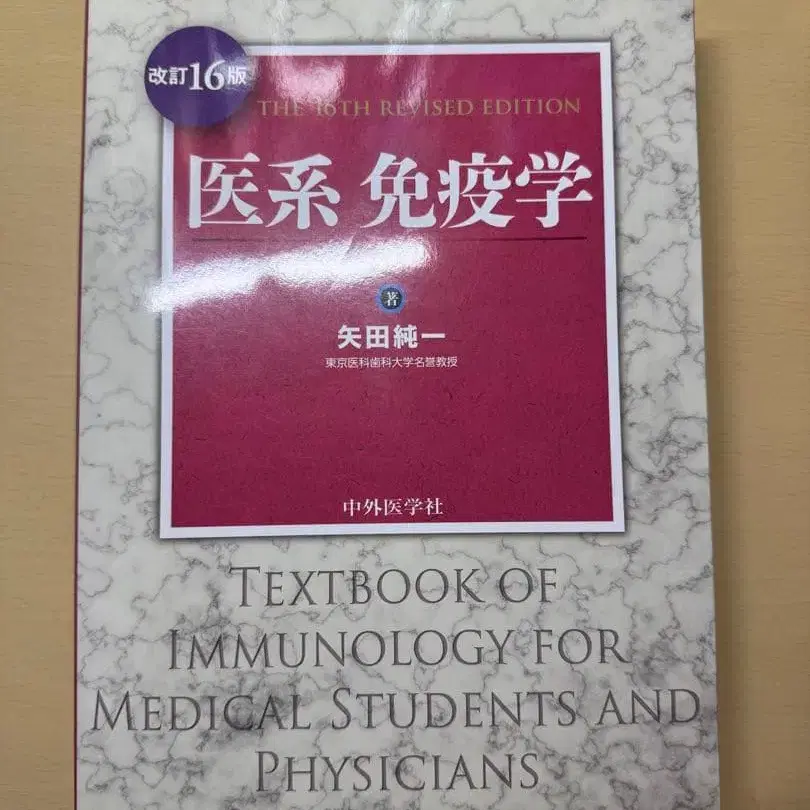 改訂16版
THE 16TH REVISED EDITION
医系 免疫学
著
矢田純一
東京医科歯科大学名誉教授
中外医学社
TEXTBOOK OF
IMMUNOLOGY FOR
MEDICAL STUDENTS AND
PHYSICIANS